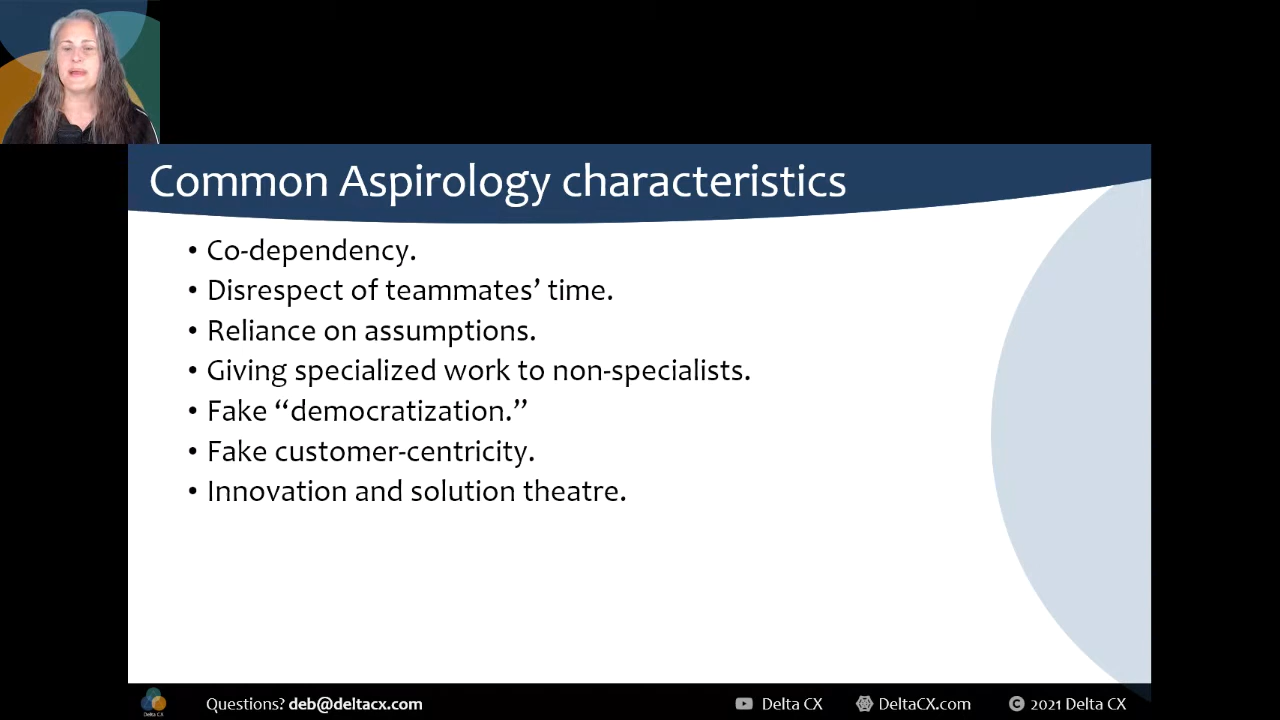 Common Aspirology characteristics
• Co-dependency.
• Disrespect of teammates’ time.
• Reliance on assumptions.
• Giving specialized work to non-specialists.
• Fake “democratization.”
• Fake customer-centricity.
• Innovation and solution theatre.
Delta CX
Questions? deb@deltacx.com
Delta CX
DeltaCX.com
© 2021 Delta CX